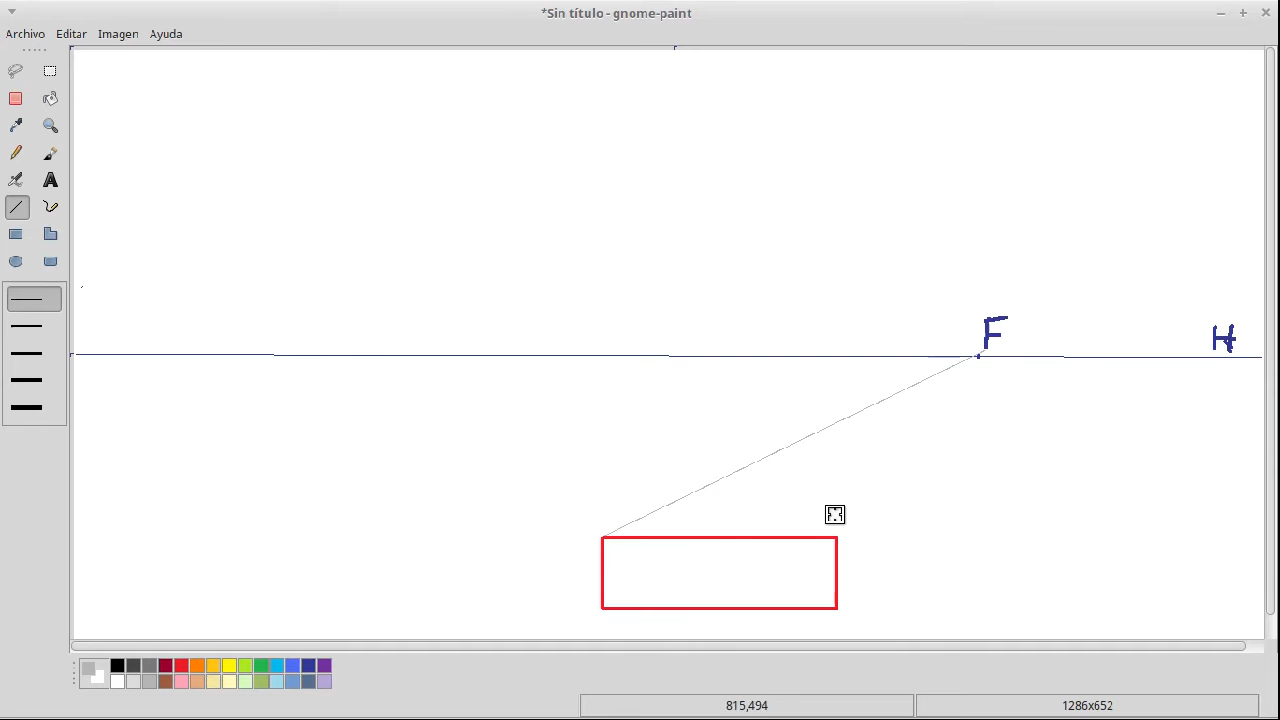 *Sin título - gnome-paint
Archivo Editar Imagen Ayuda
A
F
H
815,494 1286x652